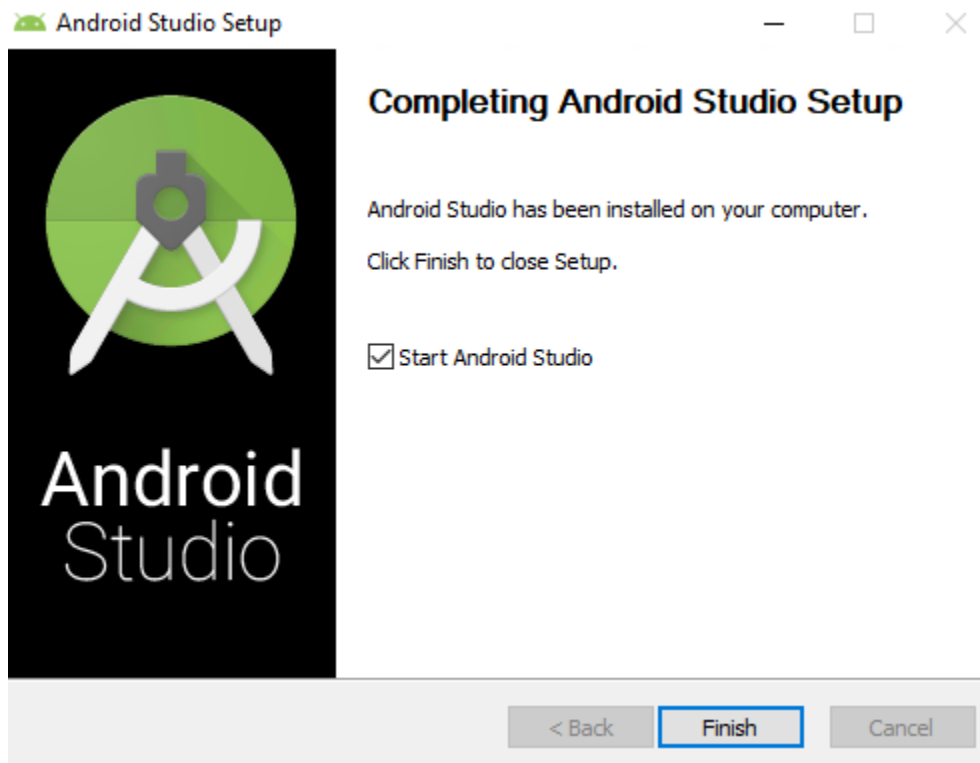 Android Studio Setup
Completing Android Studio Setup
Android Studio has been installed on your computer.
Click Finish to close Setup.
Start Android Studio
Android
Studio
< Back
Finish
Cancel